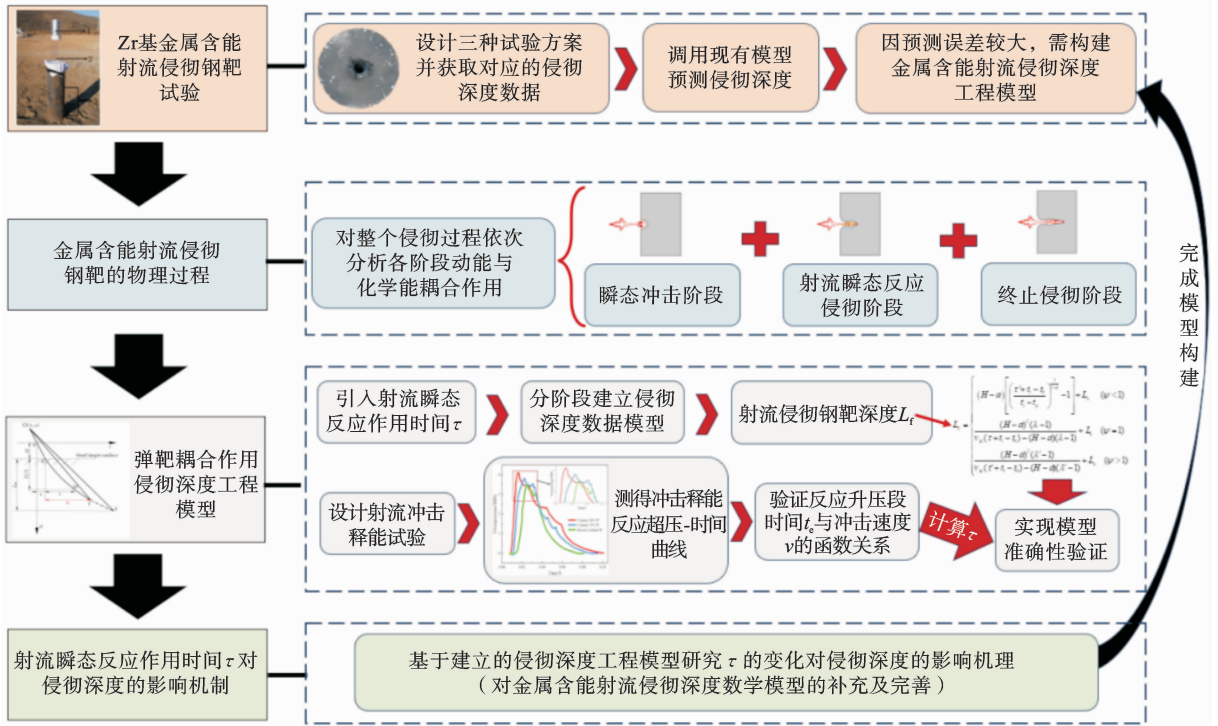 Zr基金属含能
射流侵彻钢靶
试验
设计三种试验方案
并获取对应的侵彻
深度数据
调用现有模型
预测侵彻深度
因预测误差较大，需构建
金属含能射流侵彻深度
工程模型
金属含能射流侵彻
钢靶的物理过程
对整个侵彻过程依次
分析各阶段动能与
化学能耦合作用
瞬态冲击阶段
射流瞬态反应
侵彻阶段
终止侵彻阶段
完成模型构建
弹靶耦合作用
侵彻深度工程
模型
引入射流瞬态
反应作用时间τ
分阶段建立侵彻
深度数据模型
射流侵彻钢靶深度Lf
设计射流冲击
释能试验
测得冲击释能
反应超压-时间
曲线
验证反应升压段
时间tc与冲击速度
v的函数关系
计算τ
实现模型
准确性验证
射流瞬态反应作用时间τ对
侵彻深度的影响机制
基于建立的侵彻深度工程模型研究 τ 的变化对侵彻深度的影响机理
（对金属含能射流侵彻深度数学模型的补充及完善）